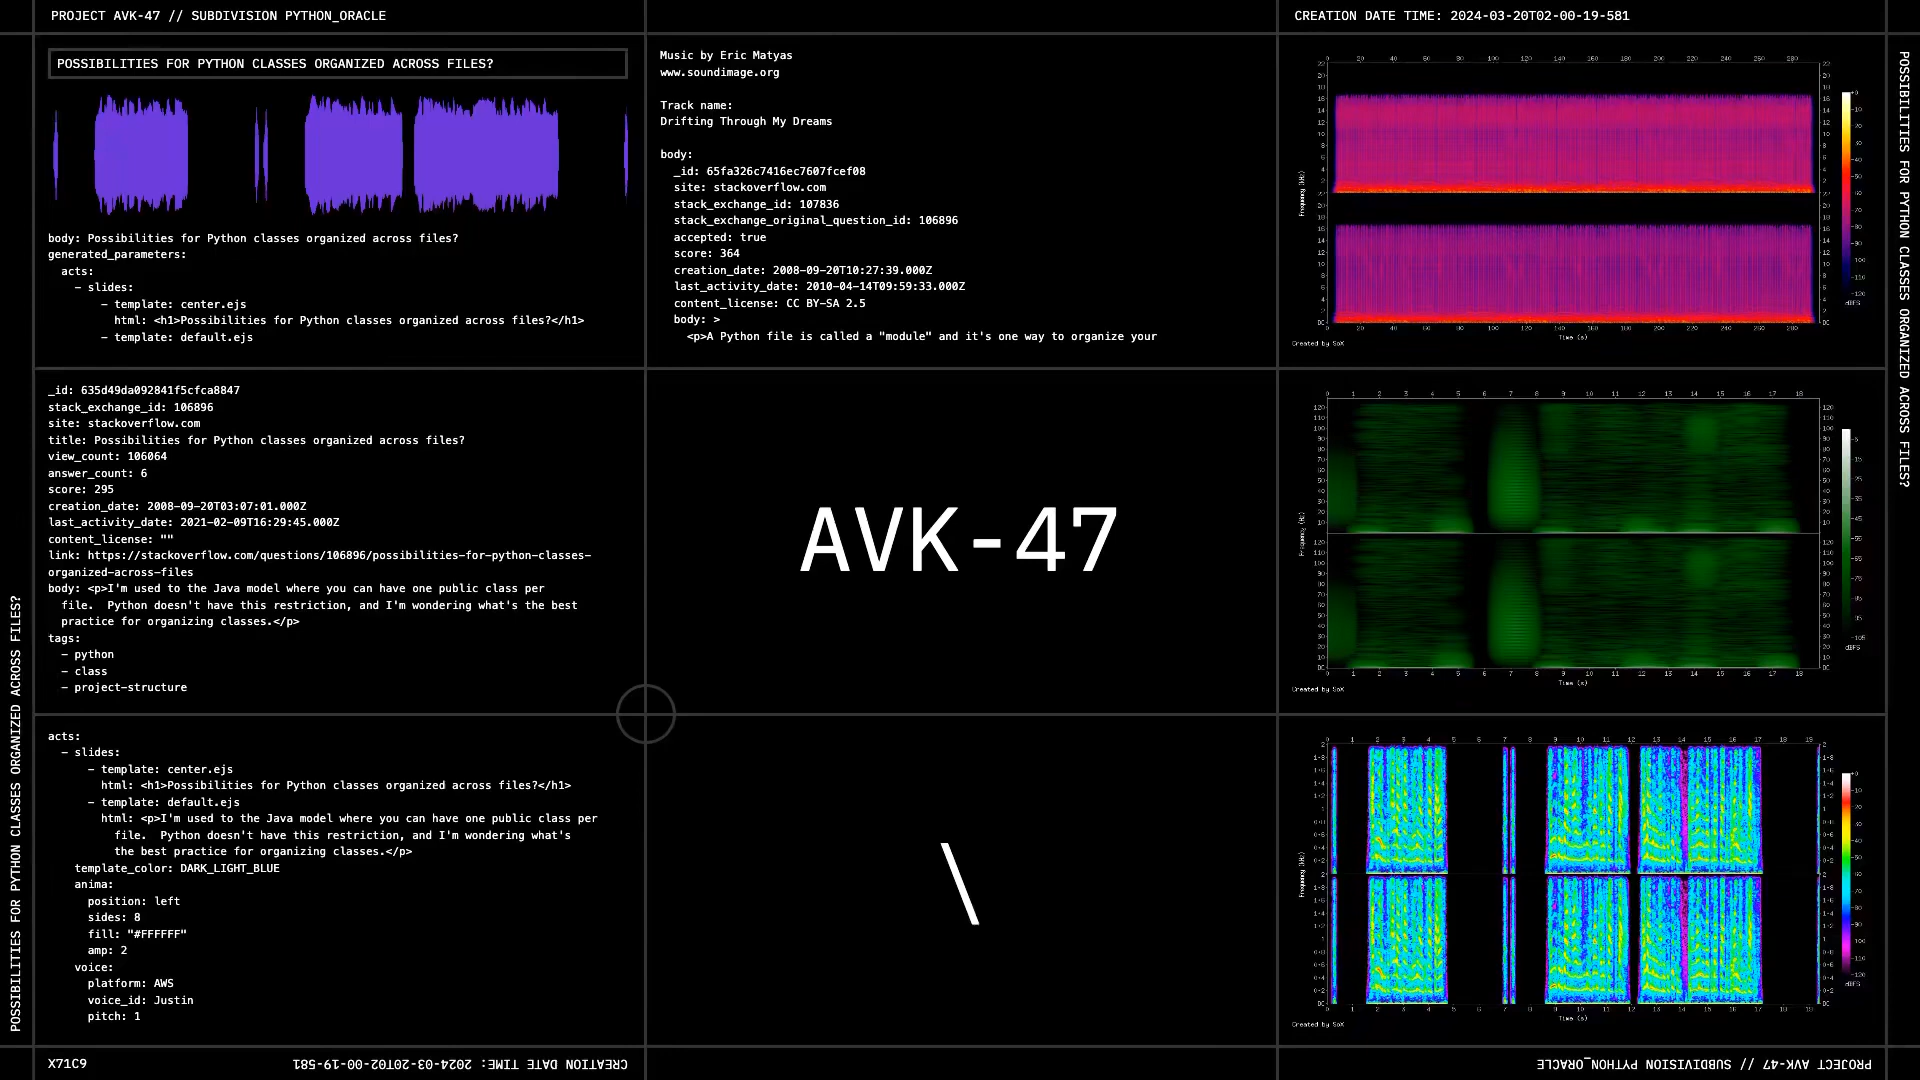 PROJECT AVK-47 // SUBDIVISION PYTHON_ORACLE
CREATION DATE TIME: 2024-03-20T02-00-19-581
POSSIBILITIES FOR PYTHON CLASSES ORGANIZED ACROSS FILES?
body: Possibilities for Python classes organized across files?
generated_parameters:
acts:
- slides:
- template: center.ejs
html: <h1>Possibilities for Python classes organized across files?</h1>
- template: default.ejs
Music by Eric Matyas
www.soundimage.org
Track name:
Drifting Through My Dreams
body:
_id: 65fa326c7416ec7607fcef08
site: stackoverflow.com
stack_exchange_id: 107836
stack_exchange_original_question_id: 106896
accepted: true
score: 364
creation_date: 2008-09-20T10:27:39.000Z
last_activity_date: 2010-04-14T09:59:33.000Z
content_license: CC BY-SA 2.5
body: >
<p>A Python file is called a "module" and it's one way to organize your
Frequency (kHz)
Time (s)
dBFS
Created by SoX
_id: 635d49da092841f5cfca8847
stack_exchange_id: 106896
site: stackoverflow.com
title: Possibilities for Python classes organized across files?
view_count: 106064
answer_count: 6
score: 295
creation_date: 2008-09-20T03:07:01.000Z
last_activity_date: 2021-02-09T16:29:45.000Z
content_license: ""
link: https://stackoverflow.com/questions/106896/possibilities-for-python-classes-
organized-across-files
body: <p>I'm used to the Java model where you can have one public class per
file.  Python doesn't have this restriction, and I'm wondering what's the best
practice for organizing classes.</p>
tags:
- python
- class
- project-structure
AVK-47
Frequency (Hz)
Time (s)
dBFS
Created by SoX
acts:
- slides:
- template: center.ejs
html: <h1>Possibilities for Python classes organized across files?</h1>
- template: default.ejs
html: <p>I'm used to the Java model where you can have one public class per
file.  Python doesn't have this restriction, and I'm wondering what's
the best practice for organizing classes.</p>
template_color: DARK_LIGHT_BLUE
anima:
position: left
sides: 8
fill: "#FFFFFF"
amp: 2
voice:
platform: AWS
voice_id: Justin
pitch: 1
\
Frequency (kHz)
Time (s)
dBFS
Created by SoX
POSSIBILITIES FOR PYTHON CLASSES ORGANIZED ACROSS FILES?
POSSIBILITIES FOR PYTHON CLASSES ORGANIZED ACROSS FILES?
X71CJ6
CREATION DATE TIME: 2024-03-20T02-00-19-581
PROJECT AVK-47 // SUBDIVISION PYTHON_ORACLE